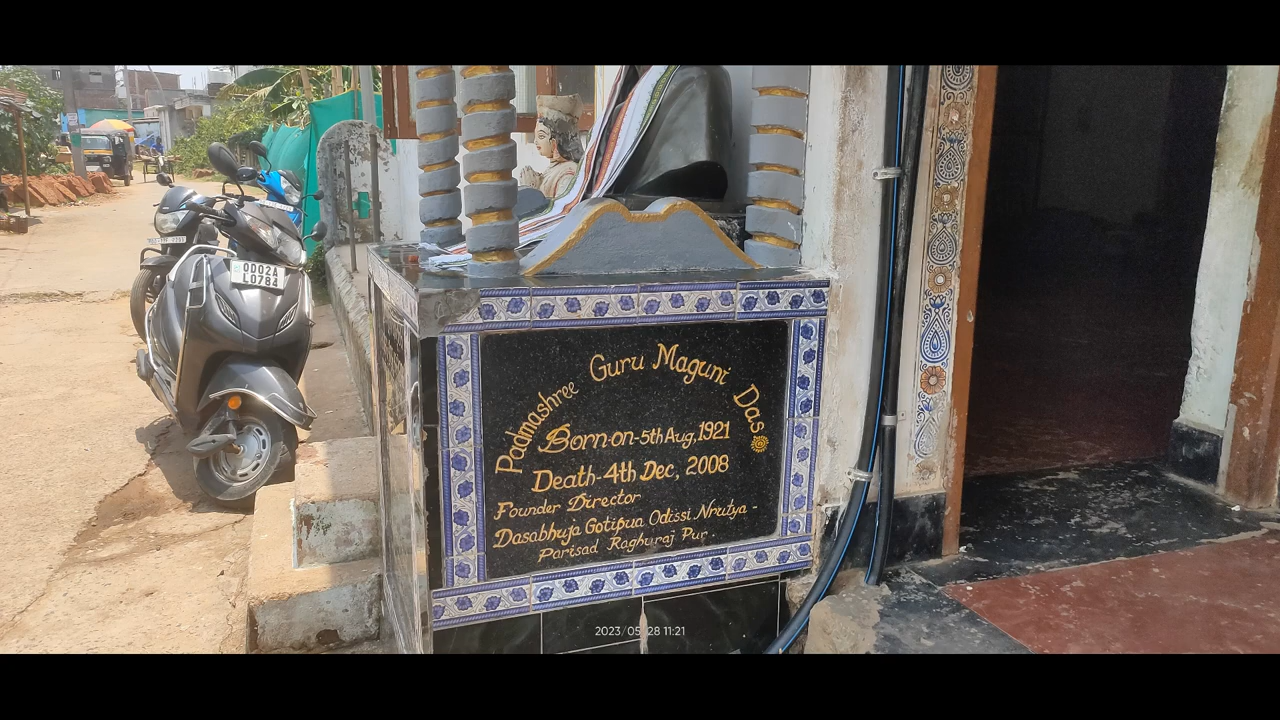 Padmashree Guru Maguni Das
Born-on-5th Aug, 1921
Death-4th Dec, 2008
Founder Director
Dasabhuja Gotipua Odissi Nrutya -
Parisad Raghuraj Pur.
OD02A
L0784
2023/05/28 11:21